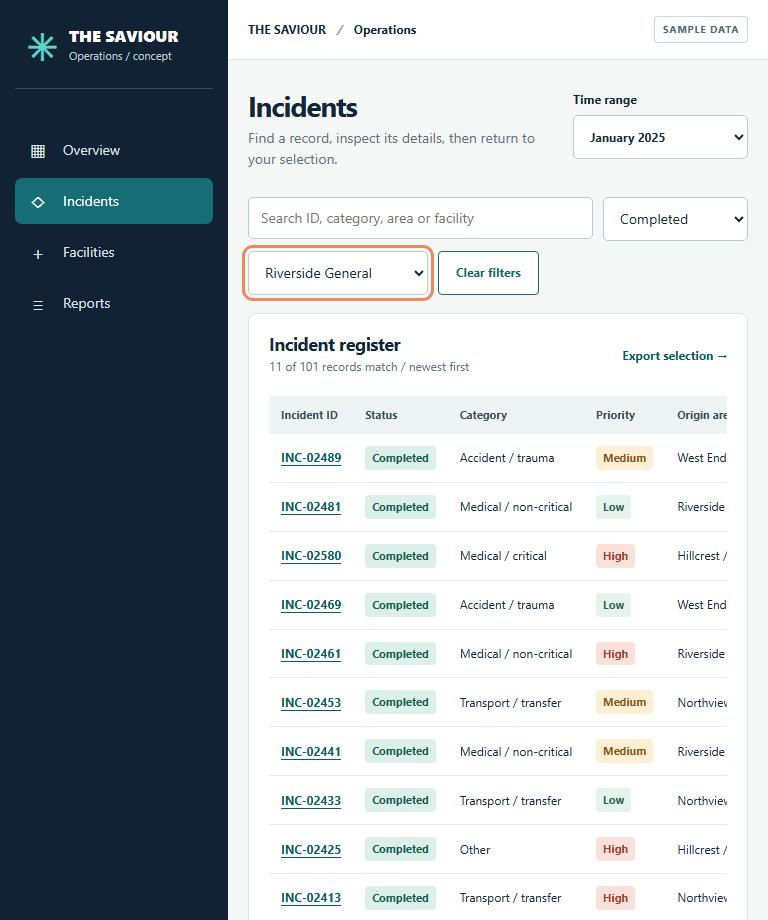 THE SAVIOUR
Operations / concept
Overview
Incidents
Facilities
Reports
THE SAVIOUR / Operations
SAMPLE DATA
Incidents
Find a record, inspect its details, then return to
your selection.
Time range
January 2025
Search ID, category, area or facility
Completed
Riverside General
Clear filters
Incident register
11 of 101 records match / newest first
Export selection →
Incident ID Status Category Priority Origin are
INC-02489 Completed Accident / trauma Medium West End
INC-02481 Completed Medical / non-critical Low Riverside
INC-02580 Completed Medical / critical High Hillcrest /
INC-02469 Completed Accident / trauma Low West End
INC-02461 Completed Medical / non-critical High Riverside
INC-02453 Completed Transport / transfer Medium Northview
INC-02441 Completed Medical / non-critical Medium Riverside
INC-02433 Completed Transport / transfer Low Northview
INC-02425 Completed Other High Hillcrest /
INC-02413 Completed Transport / transfer High Northview